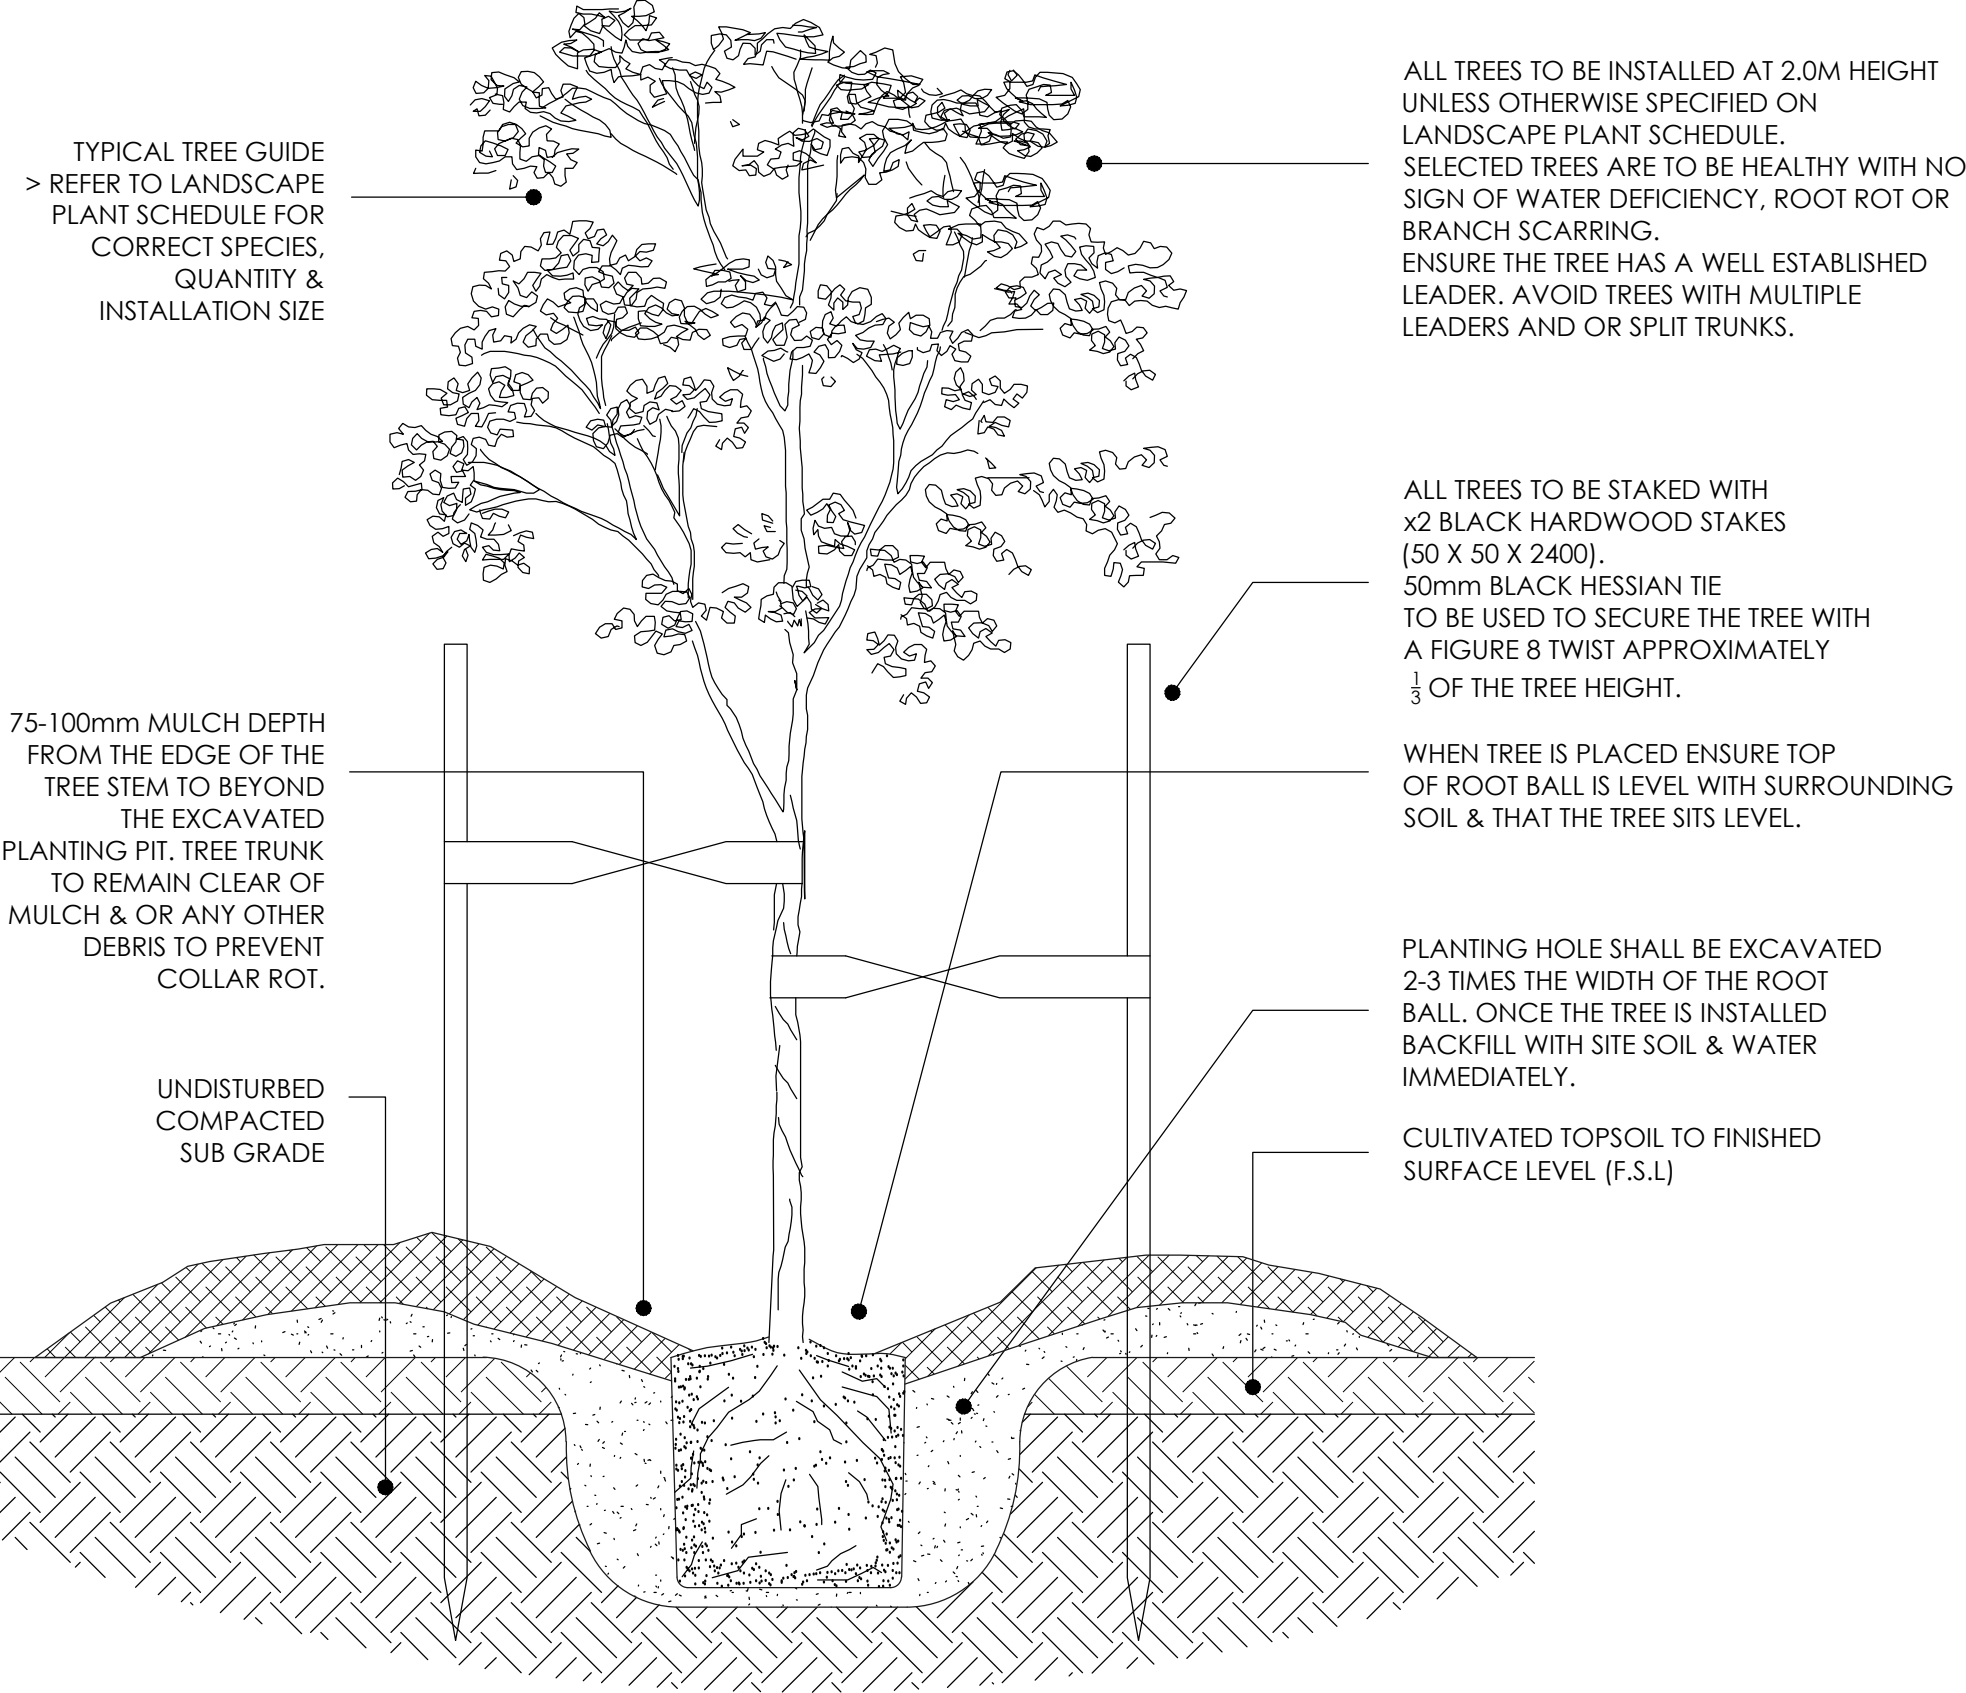 TYPICAL TREE GUIDE
> REFER TO LANDSCAPE
PLANT SCHEDULE FOR
CORRECT SPECIES,
QUANTITY &
INSTALLATION SIZE
75-100mm MULCH DEPTH
FROM THE EDGE OF THE
TREE STEM TO BEYOND
THE EXCAVATED
PLANTING PIT. TREE TRUNK
TO REMAIN CLEAR OF
MULCH & OR ANY OTHER
DEBRIS TO PREVENT
COLLAR ROT.
UNDISTURBED
COMPACTED
SUB GRADE
ALL TREES TO BE INSTALLED AT 2.0M HEIGHT
UNLESS OTHERWISE SPECIFIED ON
LANDSCAPE PLANT SCHEDULE.
SELECTED TREES ARE TO BE HEALTHY WITH NO
SIGN OF WATER DEFICIENCY, ROOT ROT OR
BRANCH SCARRING.
ENSURE THE TREE HAS A WELL ESTABLISHED
LEADER. AVOID TREES WITH MULTIPLE
LEADERS AND OR SPLIT TRUNKS.
ALL TREES TO BE STAKED WITH
x2 BLACK HARDWOOD STAKES
(50 X 50 X 2400).
50mm BLACK HESSIAN TIE
TO BE USED TO SECURE THE TREE WITH
A FIGURE 8 TWIST APPROXIMATELY
1/3 OF THE TREE HEIGHT.
WHEN TREE IS PLACED ENSURE TOP
OF ROOT BALL IS LEVEL WITH SURROUNDING
SOIL & THAT THE TREE SITS LEVEL.
PLANTING HOLE SHALL BE EXCAVATED
2-3 TIMES THE WIDTH OF THE ROOT
BALL. ONCE THE TREE IS INSTALLED
BACKFILL WITH SITE SOIL & WATER
IMMEDIATELY.
CULTIVATED TOPSOIL TO FINISHED
SURFACE LEVEL (F.S.L)